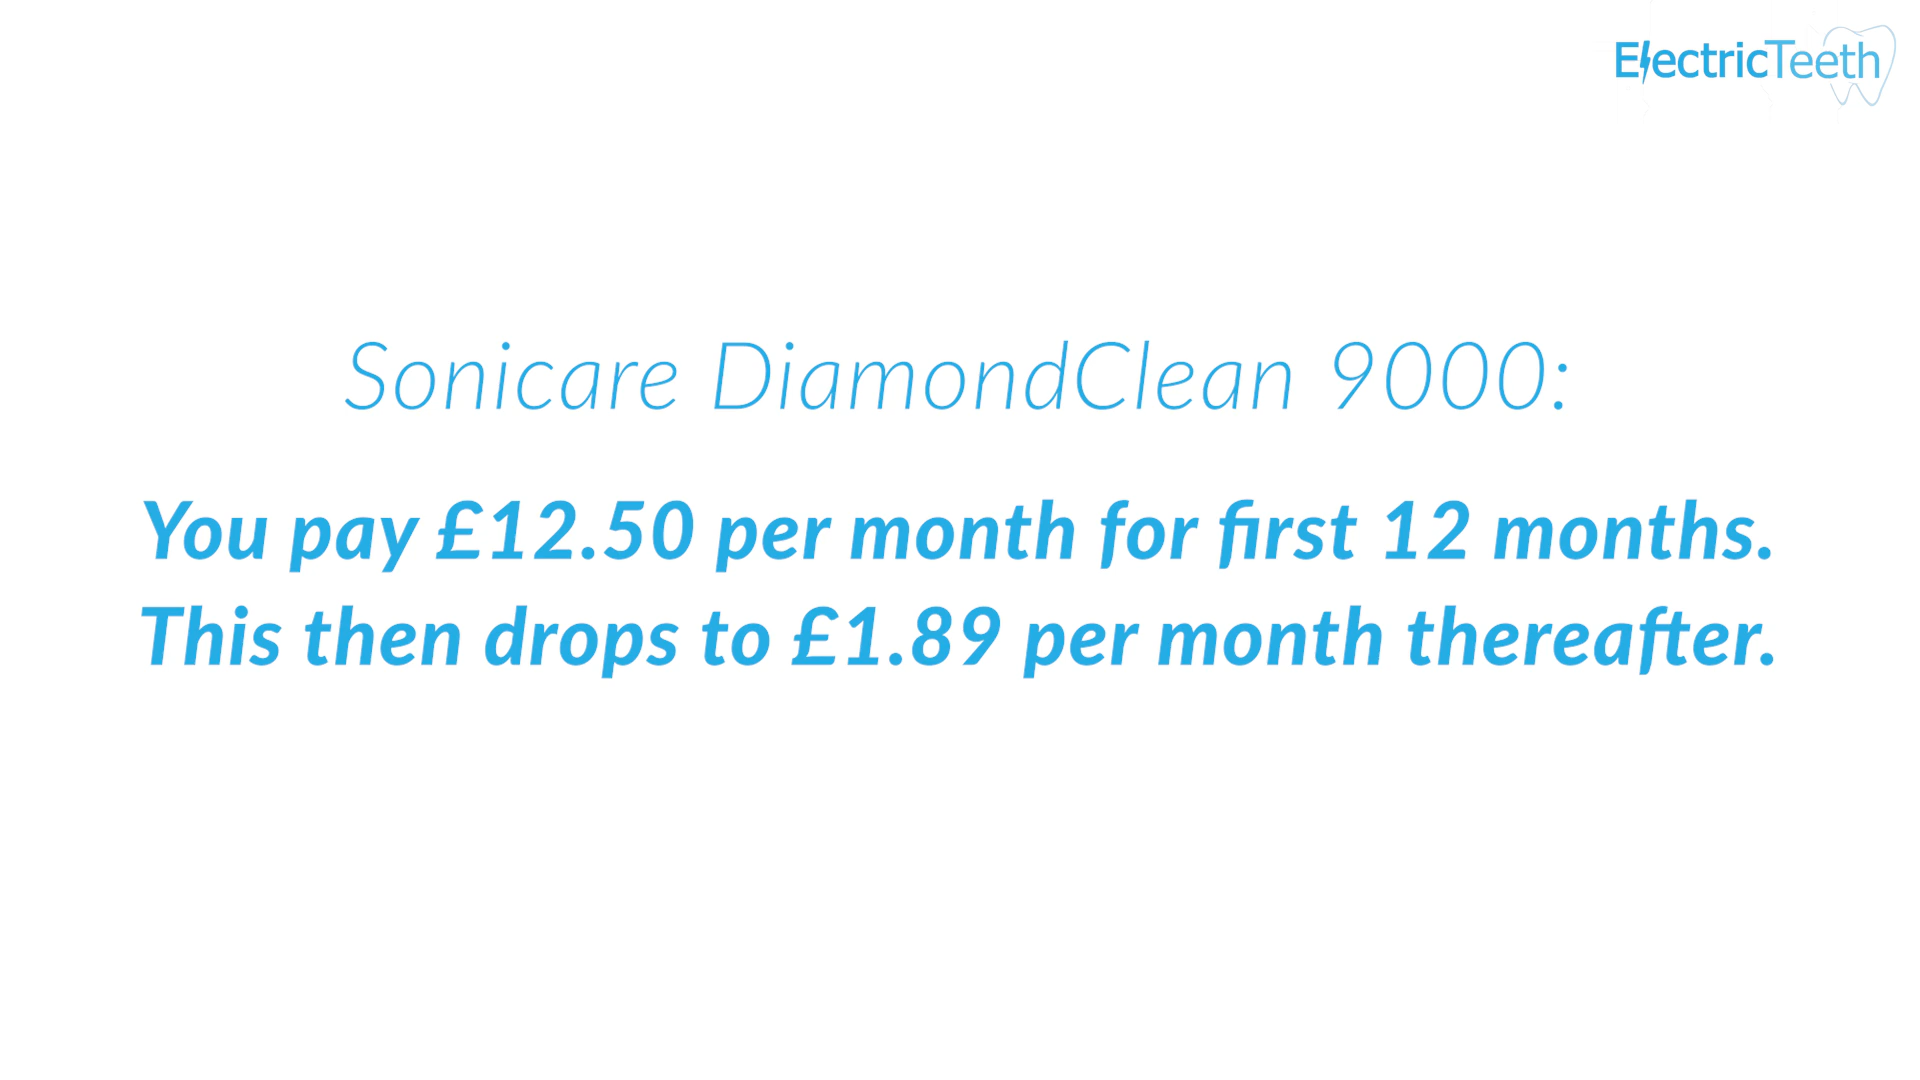 ElectricTeeth
Sonicare DiamondClean 9000:
You pay £12.50 per month for first 12 months.
This then drops to £1.89 per month thereafter.